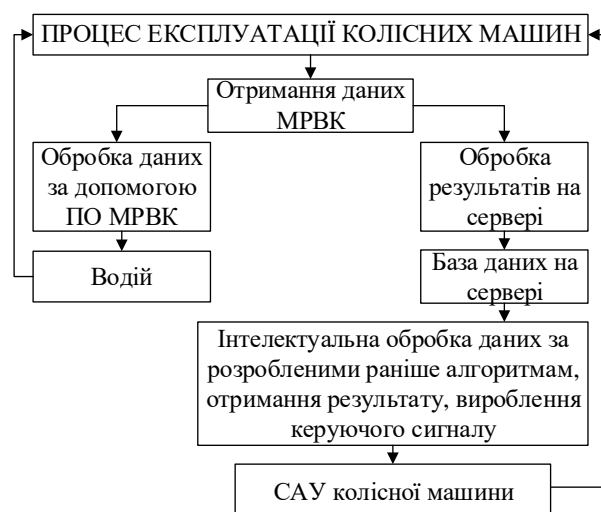 ПРОЦЕС ЕКСПЛУАТАЦІЇ КОЛІСНИХ МАШИН
Отримання даних
МРВК
Обробка даних
за допомогою
ПО МРВК
Водій
Обробка
результатів на
сервері
База даних на
сервері
Інтелектуальна обробка даних за
розробленими раніше алгоритмам,
отримання результату, вироблення
керуючого сигналу
САУ колісної машини